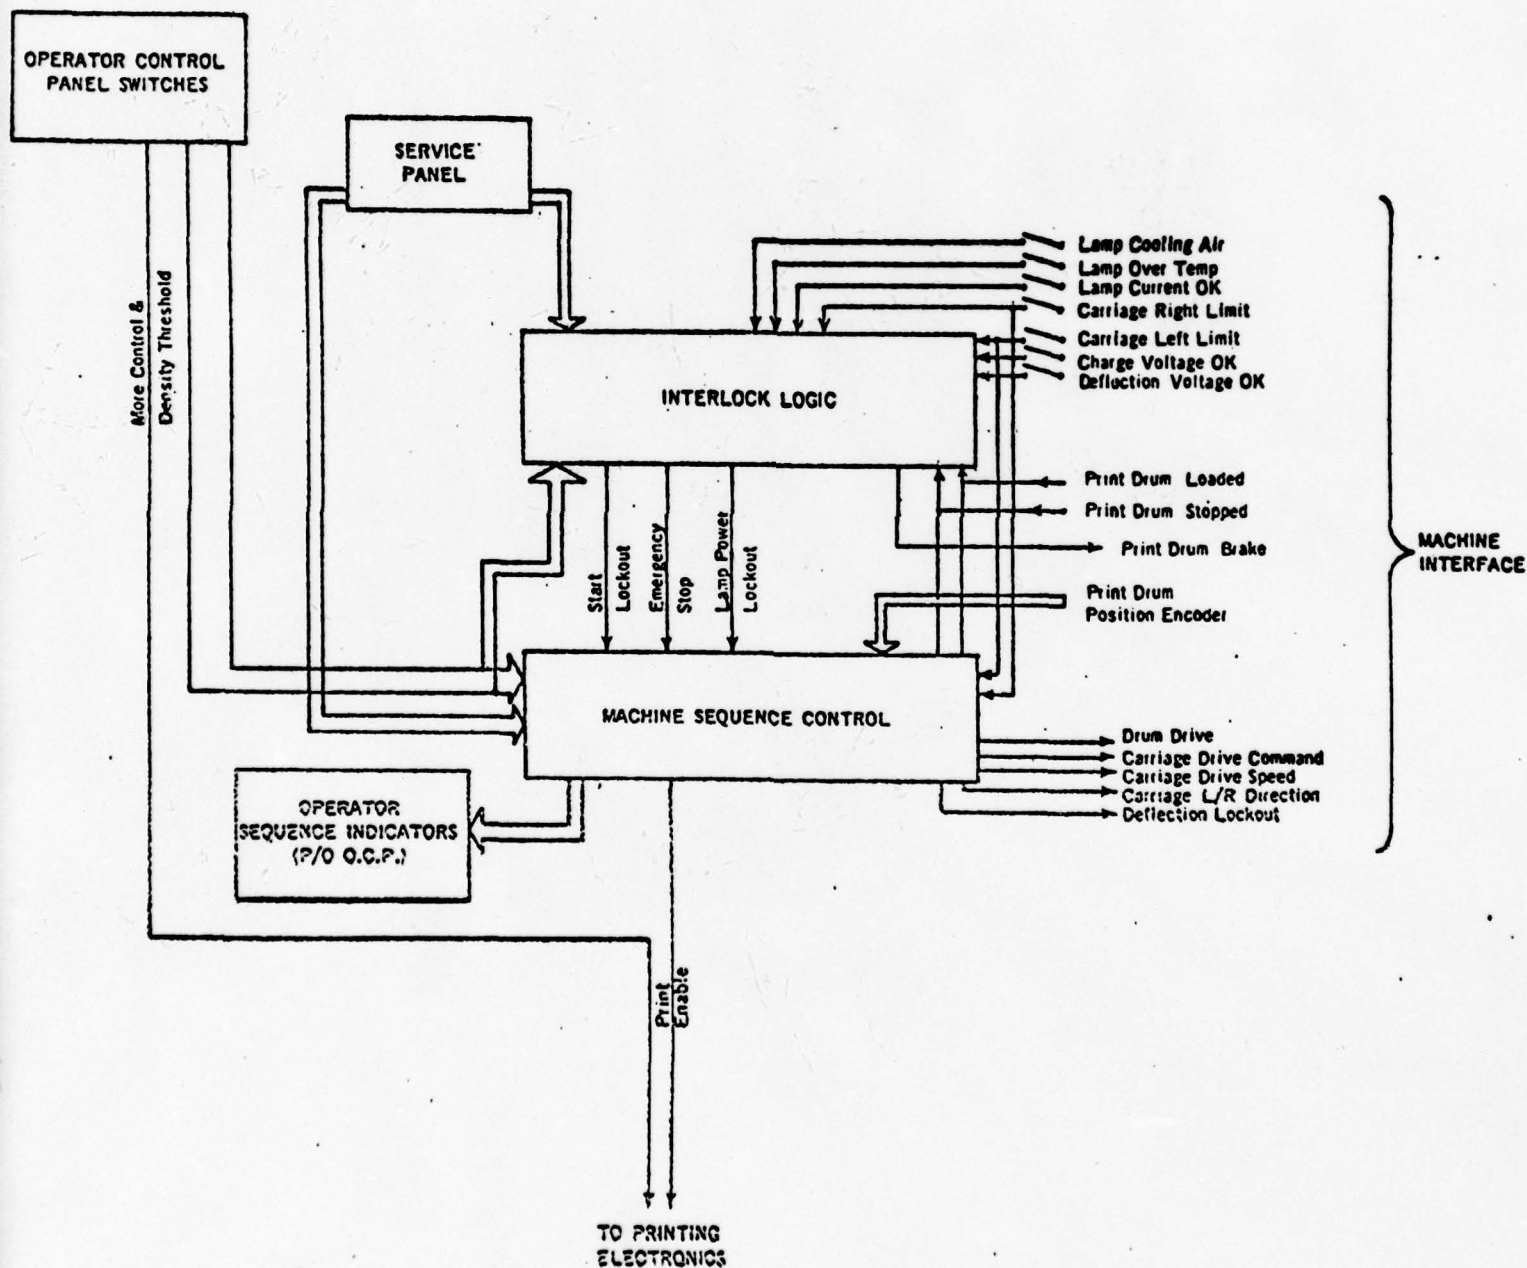 OPERATOR CONTROL
PANEL SWITCHES
SERVICE
PANEL
More Control &
Density Threshold
Lamp Cooling Air
Lamp Over Temp
Lamp Current OK
Carriage Right Limit
Carriage Left Limit
Charge Voltage OK
Deflection Voltage OK
INTERLOCK LOGIC
Print Drum Loaded
Print Drum Stopped
Print Drum Brake
Print Drum
Position Encoder
MACHINE
INTERFACE
Start
Lockout
Emergency
Stop
Lamp Power
Lockout
MACHINE SEQUENCE CONTROL
Drum Drive
Carriage Drive Command
Carriage Drive Speed
Carriage L/R Direction
Deflection Lockout
OPERATOR
SEQUENCE INDICATORS
(P/O O.C.P.)
Print
Enable
TO PRINTING
ELECTRONICS